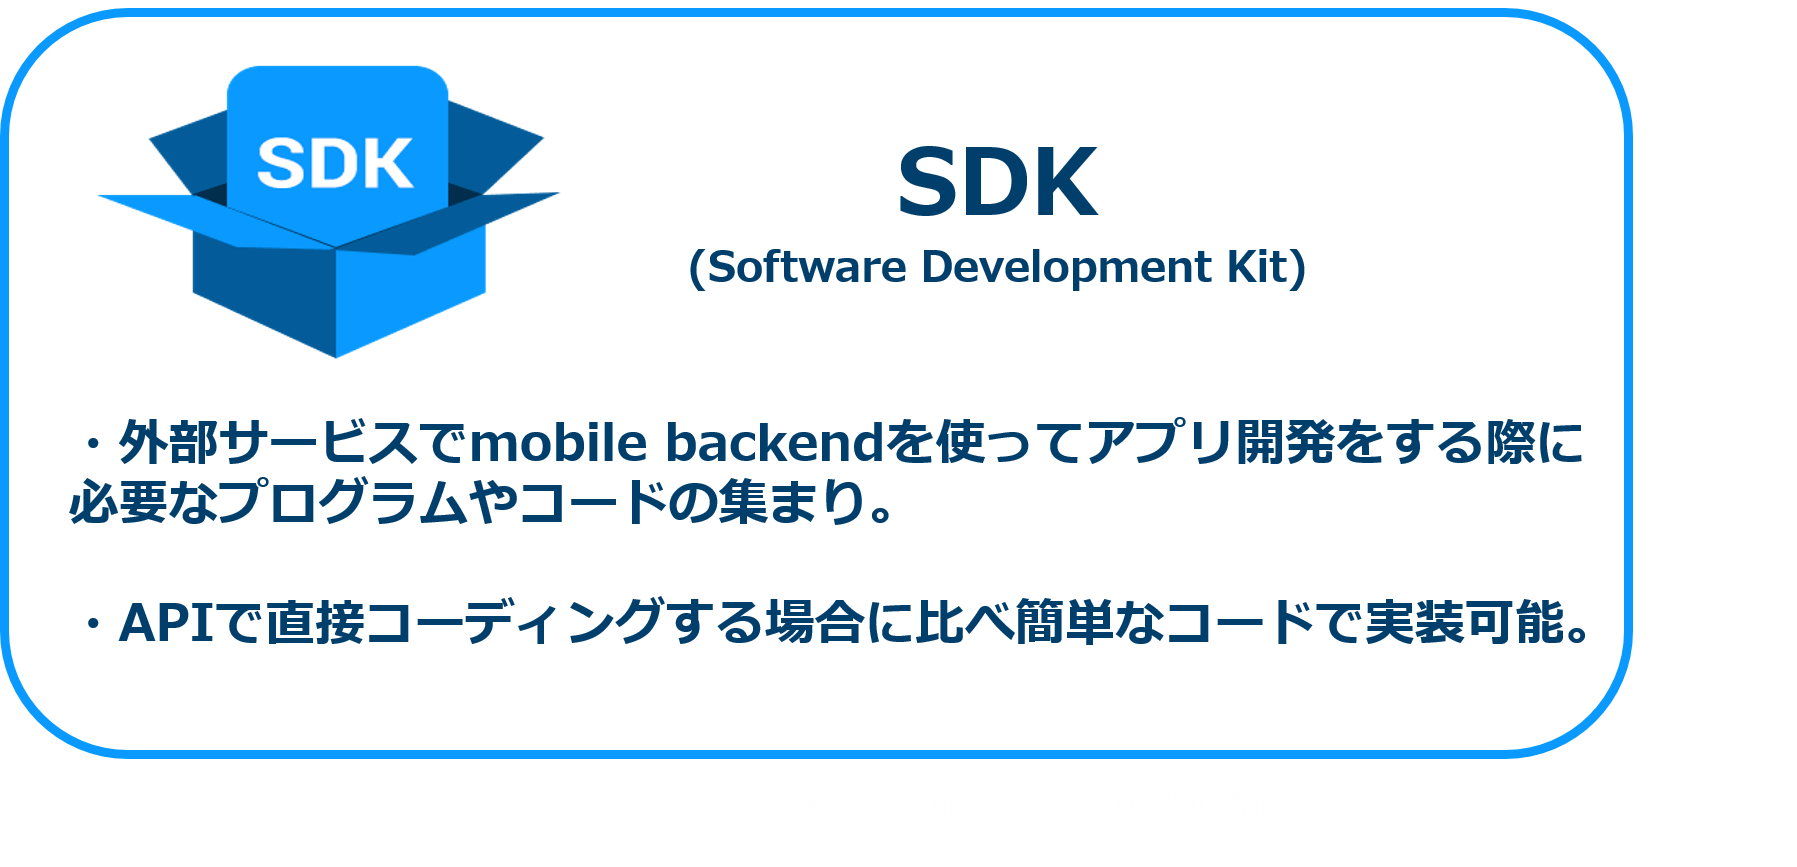 SDK
SDK
(Software Development Kit)
・外部サービスでmobile backendを使ってアプリ開発をする際に
必要なプログラムやコードの集まり。
・APIで直接コーディングする場合に比べ簡単なコードで実装可能。